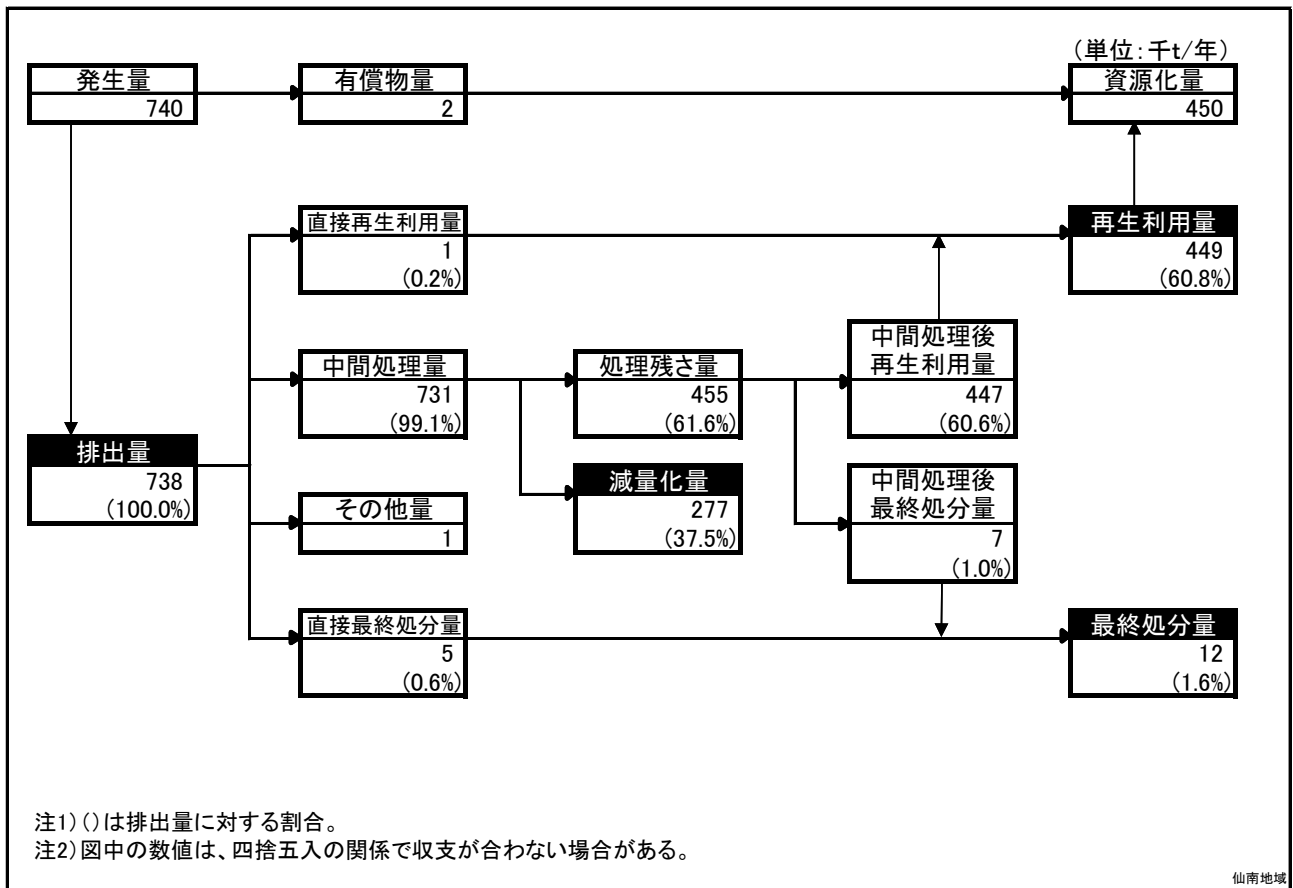 (単位:千t/年)
発生量
740
有償物量
2
資源化量
450
直接再生利用量
1
(0.2%)
再生利用量
449
(60.8%)
中間処理量
731
(99.1%)
処理残さ量
455
(61.6%)
中間処理後
再生利用量
447
(60.6%)
排出量
738
(100.0%)
減量化量
277
(37.5%)
その他量
1
中間処理後
最終処分量
7
(1.0%)
直接最終処分量
5
(0.6%)
最終処分量
12
(1.6%)
注1)()は排出量に対する割合。
注2)図中の数値は、四捨五入の関係で収支が合わない場合がある。
仙南地域